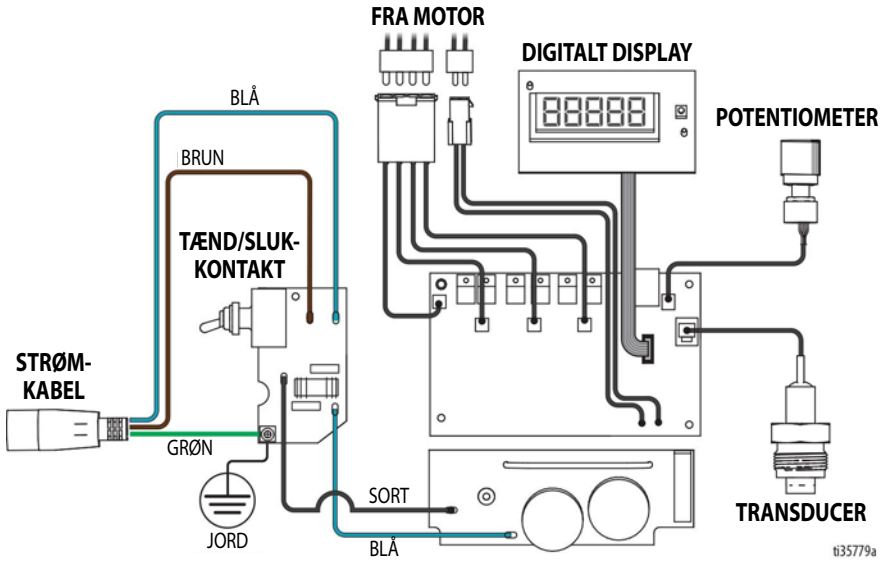 FRA MOTOR
DIGITALT DISPLAY
POTENTIOMETER
BLÅ
BRUN
TÆND/SLUK-
KONTAKT
STRØM-
KABEL
GRØN
JORD
SORT
BLÅ
TRANSDUCER
ti35779a